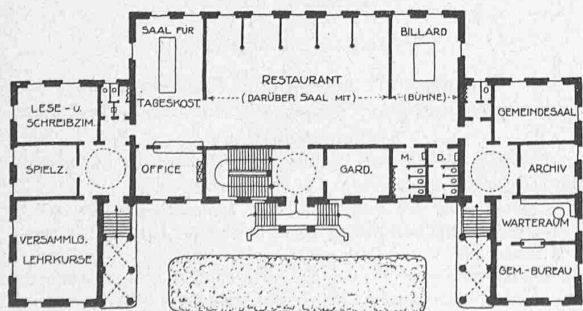 SAAL FÜR
TAGESKOST.
RESTAURANT
(DARÜBER SAAL MIT)
BILLARD
(BÜHNE)
LESE- U.
SCHREIBZIM.
SPIELZ.
VERSAMMLG.
LEHRKURSE
OFFICE
GARD.
M.
D.
GEMEINDESAAL
ARCHIV
WARTERAUM
GEM.-BUREAU